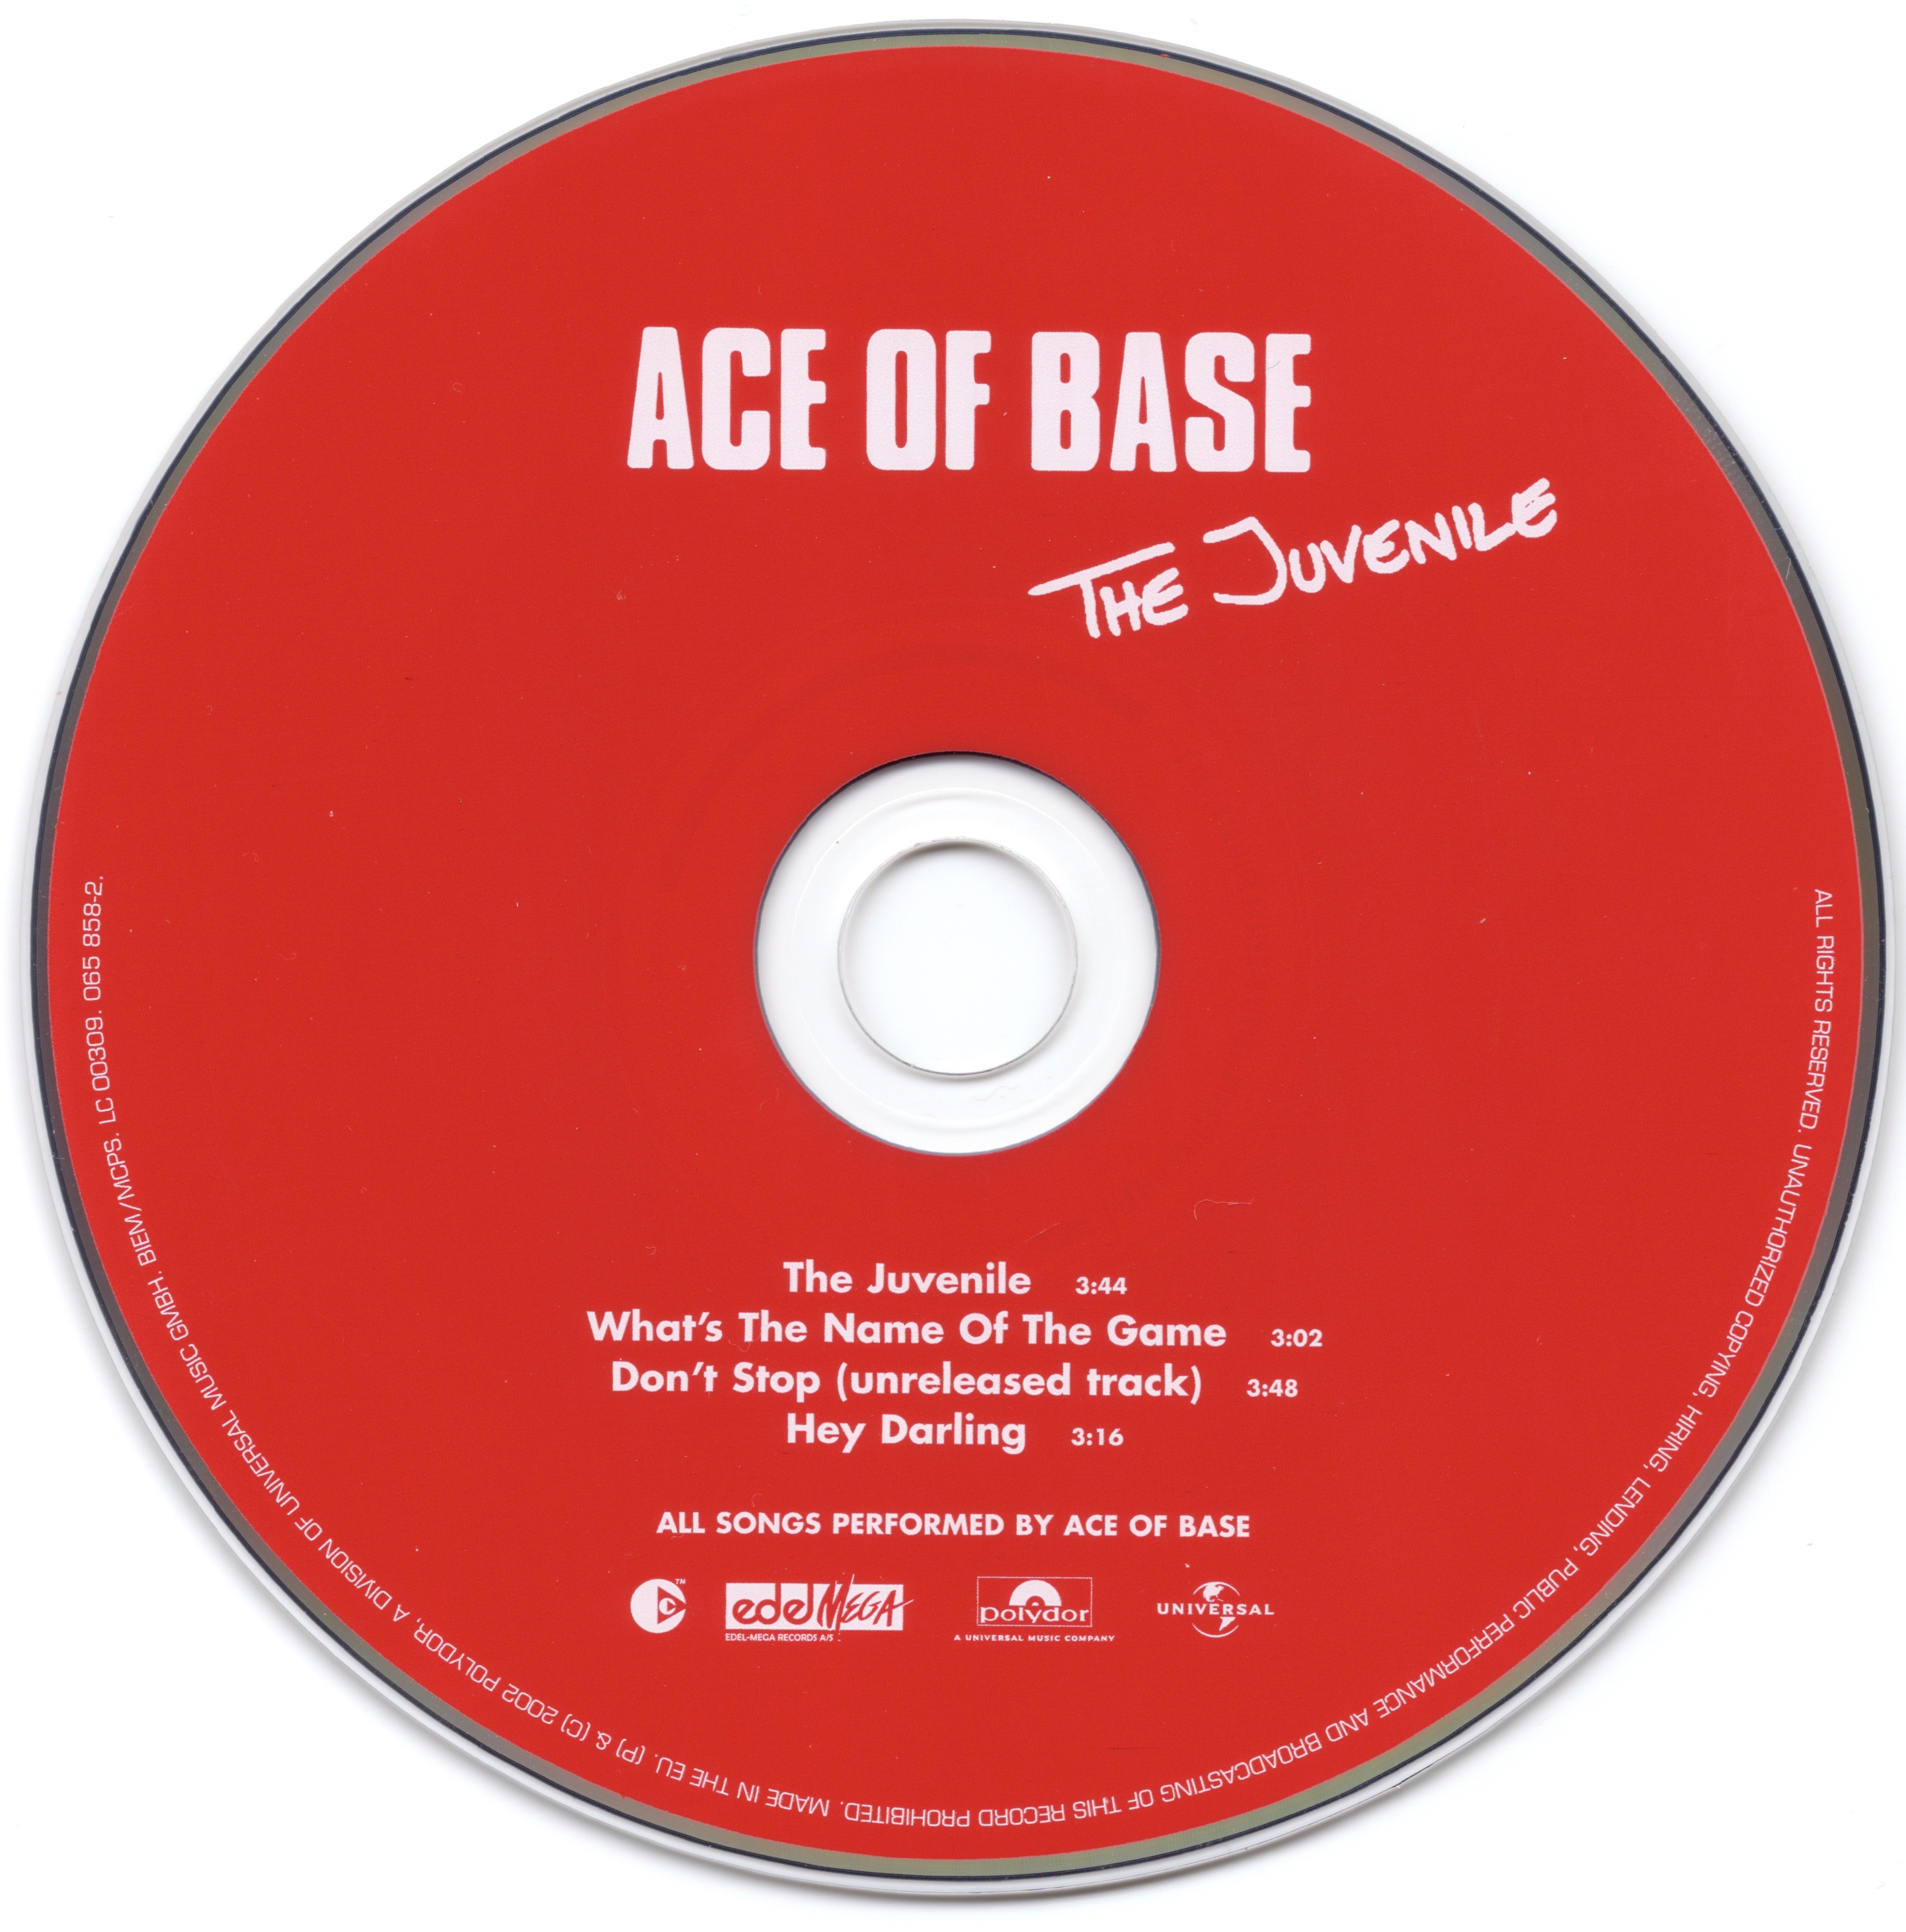 ACE OF BASE
THE JUVENILE
The Juvenile 3:44
What's The Name Of The Game 3:02
Don't Stop (unreleased track) 3:48
Hey Darling 3:16
ALL SONGS PERFORMED BY ACE OF BASE
C TM
edel MEGA
EDEL-MEGA RECORDS A/S
polydor
A UNIVERSAL MUSIC COMPANY
UNIVERSAL
ALL RIGHTS RESERVED. UNAUTHORIZED COPYING, HIRING, LENDING, PUBLIC PERFORMANCE AND BROADCASTING OF THIS RECORD PROHIBITED. MADE IN THE EU. (P) & (C) 2002 POLYDOR, A DIVISION OF UNIVERSAL MUSIC GMBH. BIEM/MCPS. LC 00309. 065 858-2.